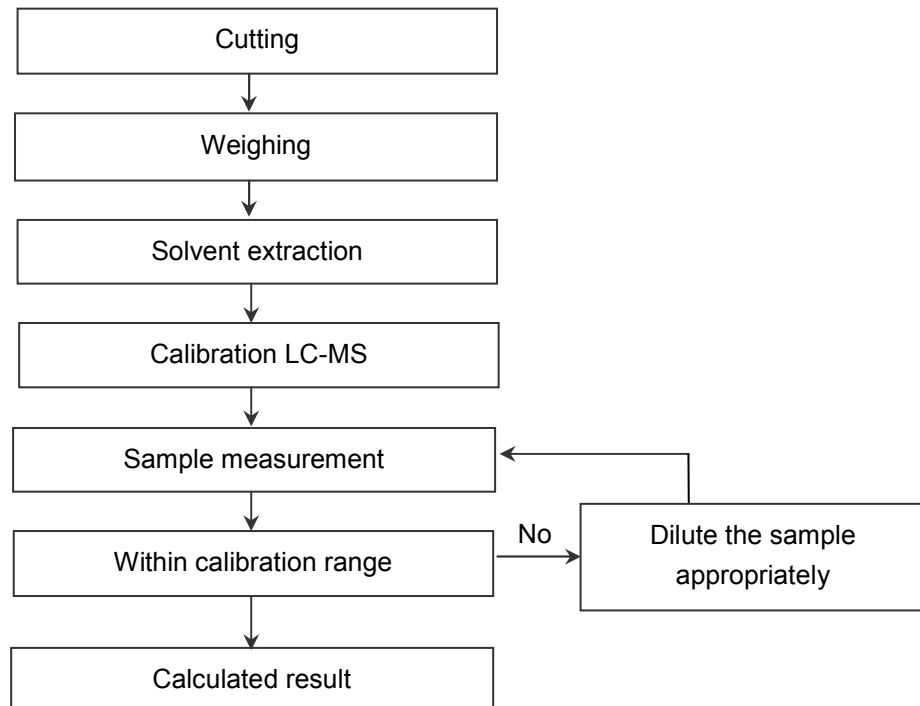 Cutting
Weighing
Solvent extraction
Calibration LC-MS
Sample measurement
Within calibration range
No
Dilute the sample
appropriately
Calculated result